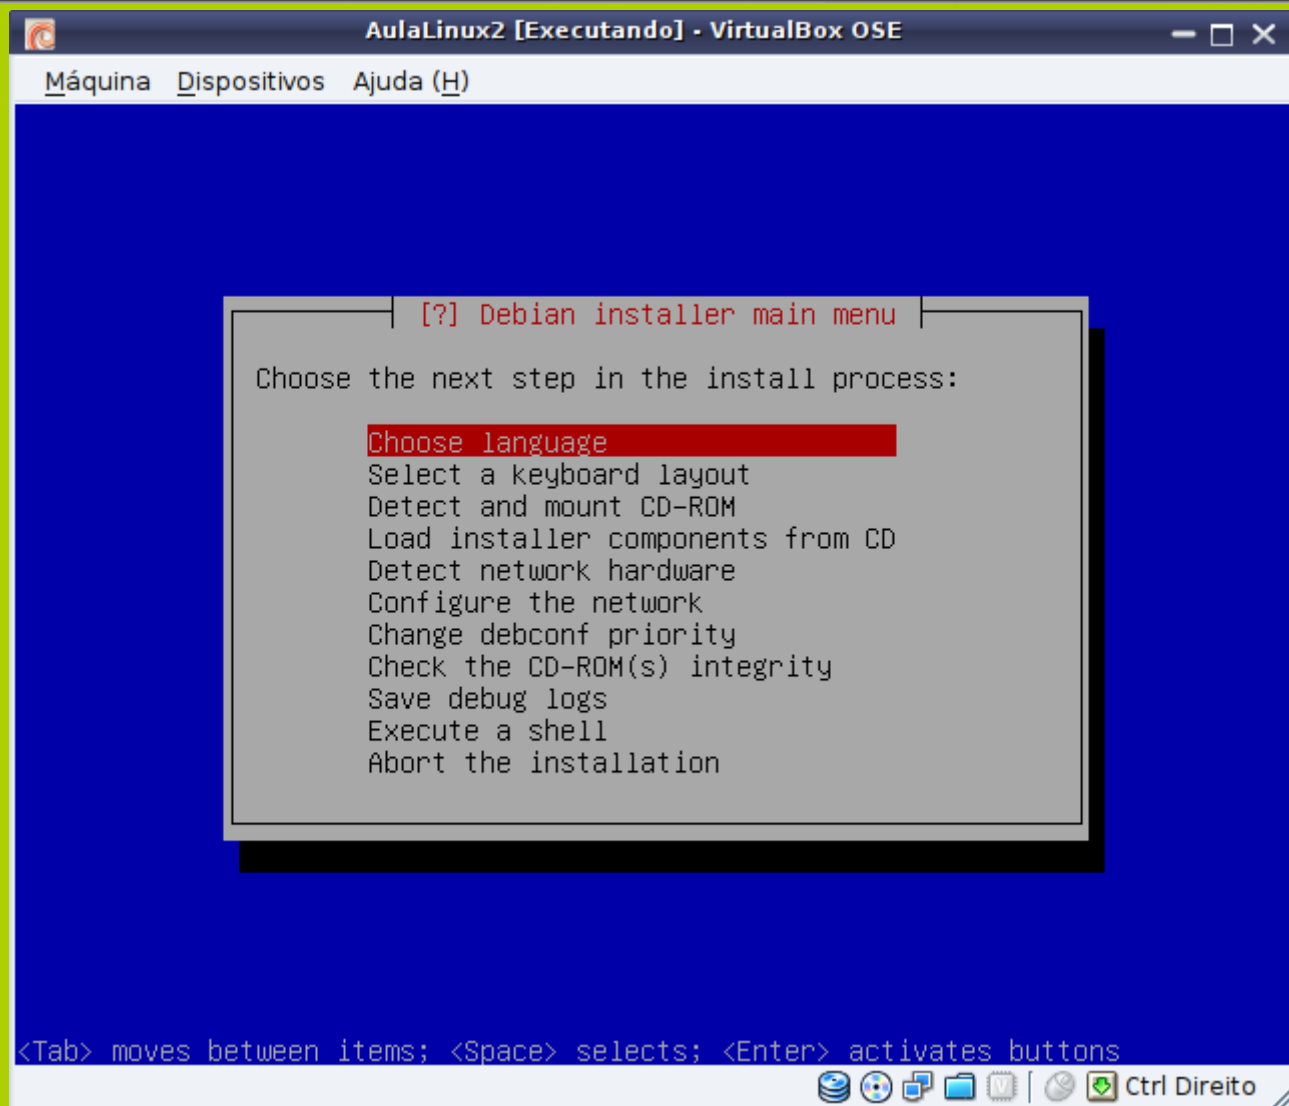 AulaLinux2 [Executando] - VirtualBox OSE
Máquina Dispositivos Ajuda (H)
[?] Debian installer main menu
Choose the next step in the install process:
Choose language
Select a keyboard layout
Detect and mount CD-ROM
Load installer components from CD
Detect network hardware
Configure the network
Change debconf priority
Check the CD-ROM(s) integrity
Save debug logs
Execute a shell
Abort the installation
<Tab> moves between items; <Space> selects; <Enter> activates buttons
Ctrl Direito